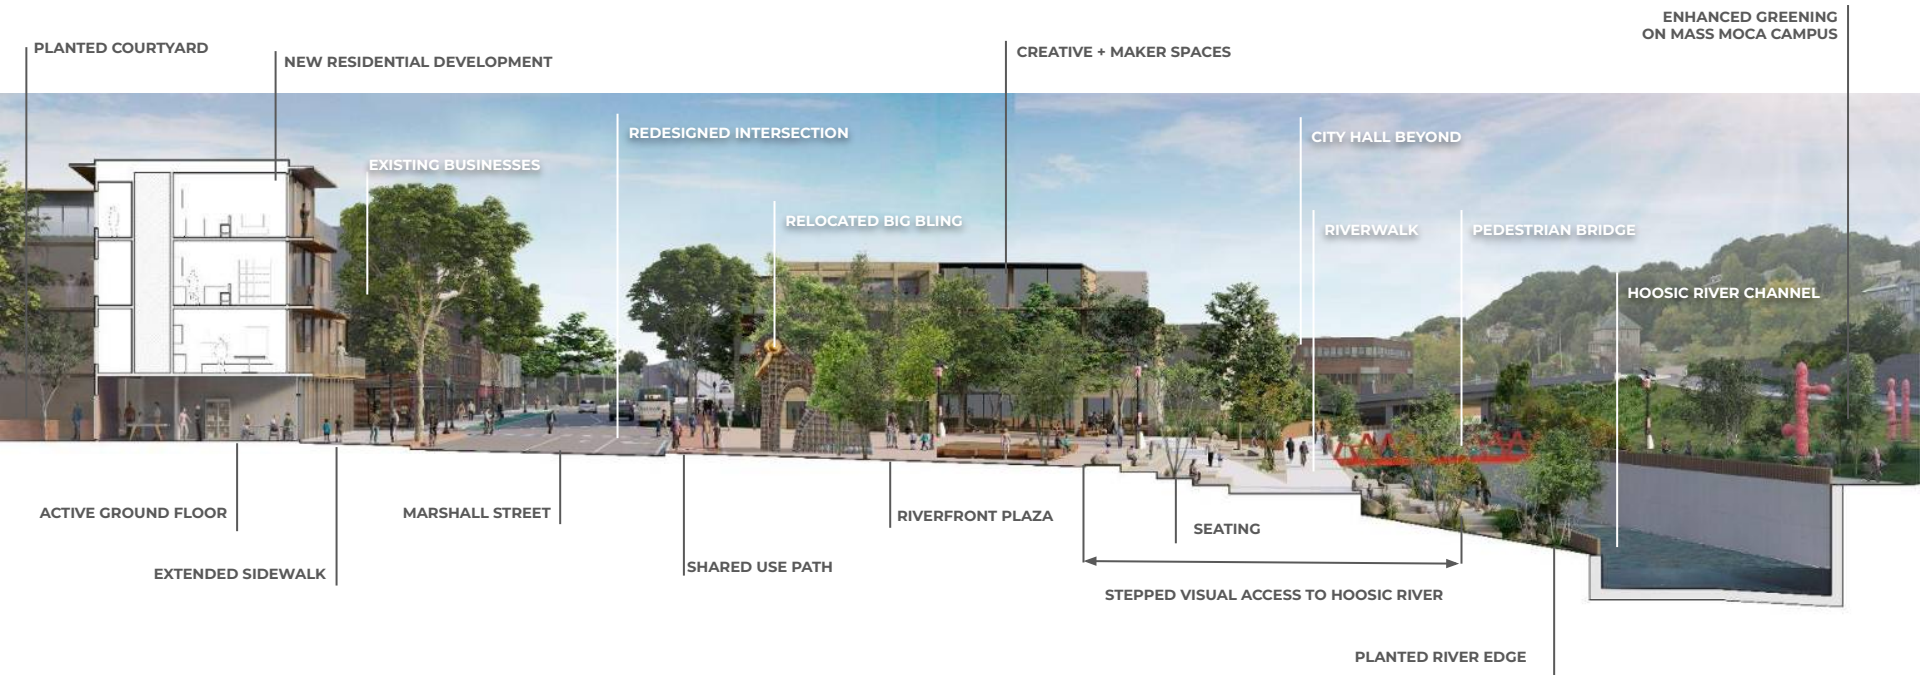 ENHANCED GREENING
ON MASS MOCA CAMPUS
PLANTED COURTYARD
NEW RESIDENTIAL DEVELOPMENT
CREATIVE + MAKER SPACES
REDESIGNED INTERSECTION
CITY HALL BEYOND
EXISTING BUSINESSES
RELOCATED BIG BLING
RIVERWALK
PEDESTRIAN BRIDGE
HOOSIC RIVER CHANNEL
ACTIVE GROUND FLOOR
MARSHALL STREET
RIVERFRONT PLAZA
SEATING
EXTENDED SIDEWALK
SHARED USE PATH
STEPPED VISUAL ACCESS TO HOOSIC RIVER
PLANTED RIVER EDGE